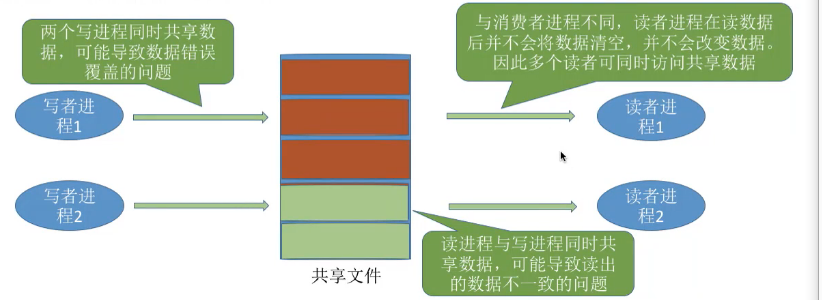 两个写进程同时共享数
据，可能导致数据错误
覆盖的问题
与消费者进程不同，读者进程在读数据
后并不会将数据清空，并不会改变数据。
因此多个读者可同时访问共享数据
写者进
程1
读者进
程1
写者进
程2
读者进
程2
读进程与写进程同时共
享数据，可能导致读出
的数据不一致的问题
共享文件